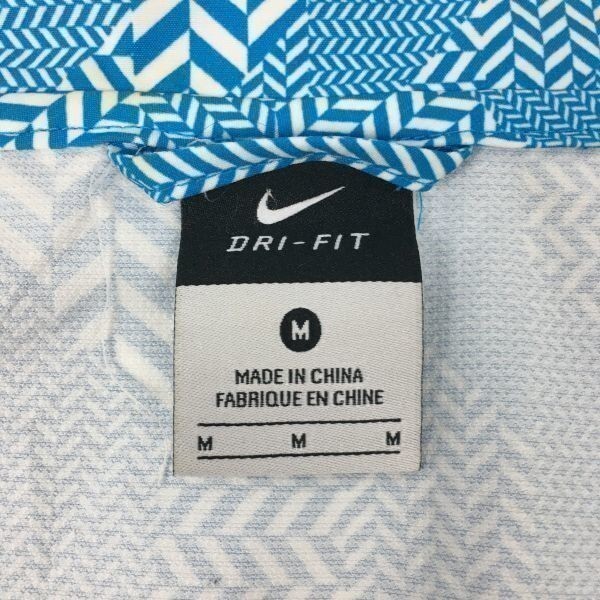 DRI-FIT
M
MADE IN CHINA
FABRIQUE EN CHINE
M M M